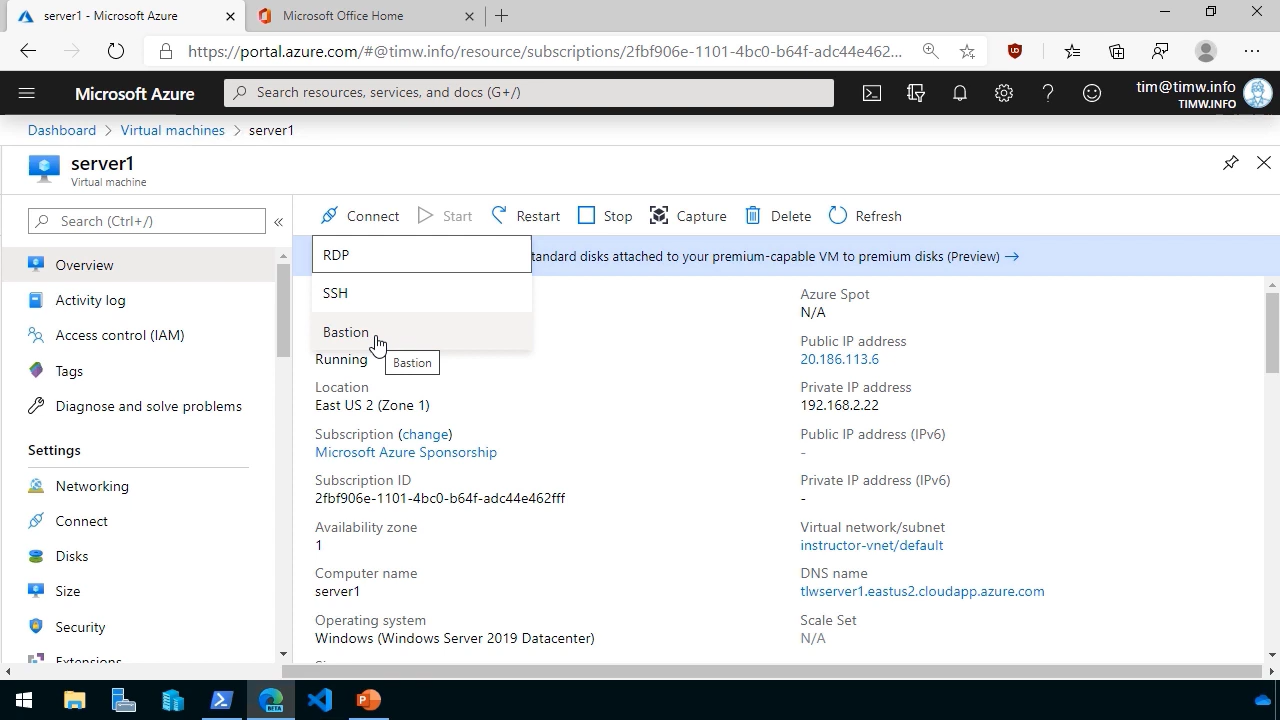 server1 - Microsoft Azure
Microsoft Office Home
https://portal.azure.com/#@timw.info/resource/subscriptions/2fbf906e-1101-4bc0-b64f-adc44e462...
Microsoft Azure
Search resources, services, and docs (G+/)
tim@timw.info
TIMW.INFO
Dashboard > Virtual machines > server1
server1
Virtual machine
Search (Ctrl+/)
«
Overview
Activity log
Access control (IAM)
Tags
Diagnose and solve problems
Settings
Networking
Connect
Disks
Size
Security
Extensions
Connect
Start
Restart
Stop
Capture
Delete
Refresh
RDP
SSH
Bastion
Bastion
tandard disks attached to your premium-capable VM to premium disks (Preview) →
Running
Location
East US 2 (Zone 1)
Subscription (change)
Microsoft Azure Sponsorship
Subscription ID
2fbf906e-1101-4bc0-b64f-adc44e462fff
Availability zone
1
Computer name
server1
Operating system
Windows (Windows Server 2019 Datacenter)
Azure Spot
N/A
Public IP address
20.186.113.6
Private IP address
192.168.2.22
Public IP address (IPv6)
-
Private IP address (IPv6)
-
Virtual network/subnet
instructor-vnet/default
DNS name
tlwserver1.eastus2.cloudapp.azure.com
Scale Set
N/A
BETA